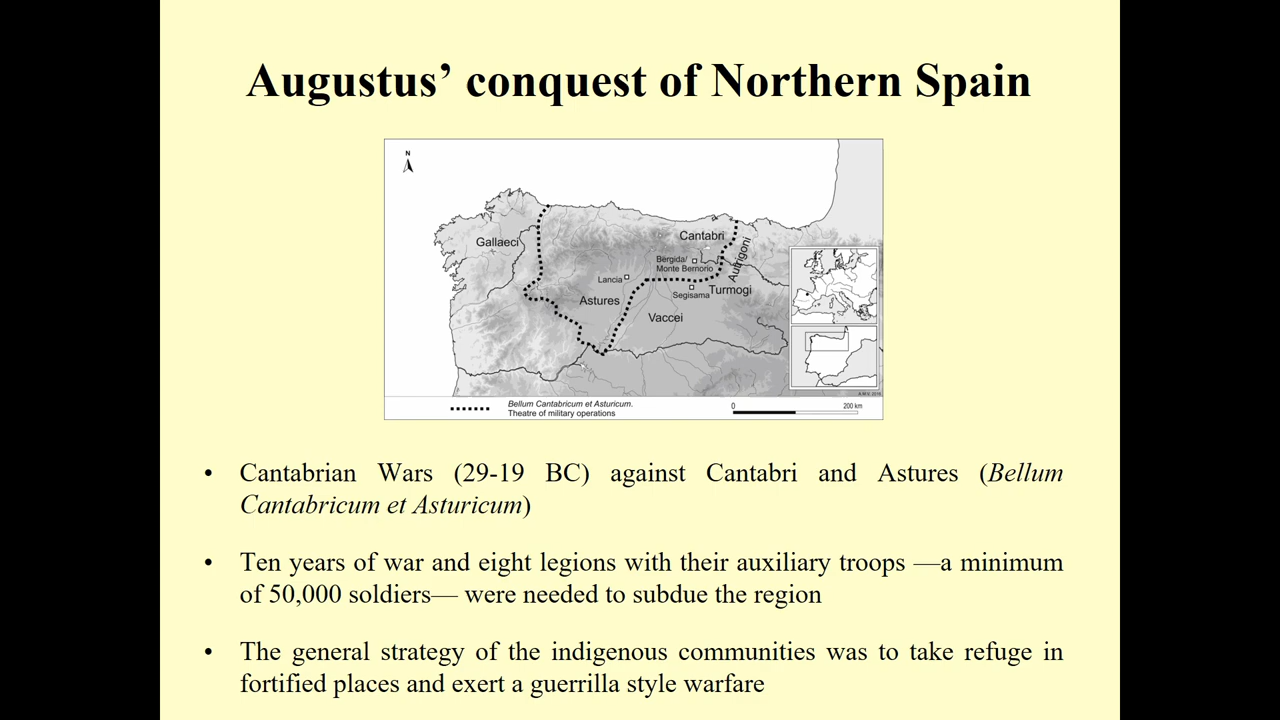 Augustus’ conquest of Northern Spain
N
Gallaeci
Cantabri
Autrigoni
Bergida/
Monte Bernorio
Lancia
Segisama
Turmogi
Astures
Vaccei
A.M.V. 2015
Bellum Cantabricum et Asturicum.
Theatre of military operations
0 200 km
• Cantabrian Wars (29-19 BC) against Cantabri and Astures (Bellum
Cantabricum et Asturicum)
• Ten years of war and eight legions with their auxiliary troops —a minimum
of 50,000 soldiers— were needed to subdue the region
• The general strategy of the indigenous communities was to take refuge in
fortified places and exert a guerrilla style warfare